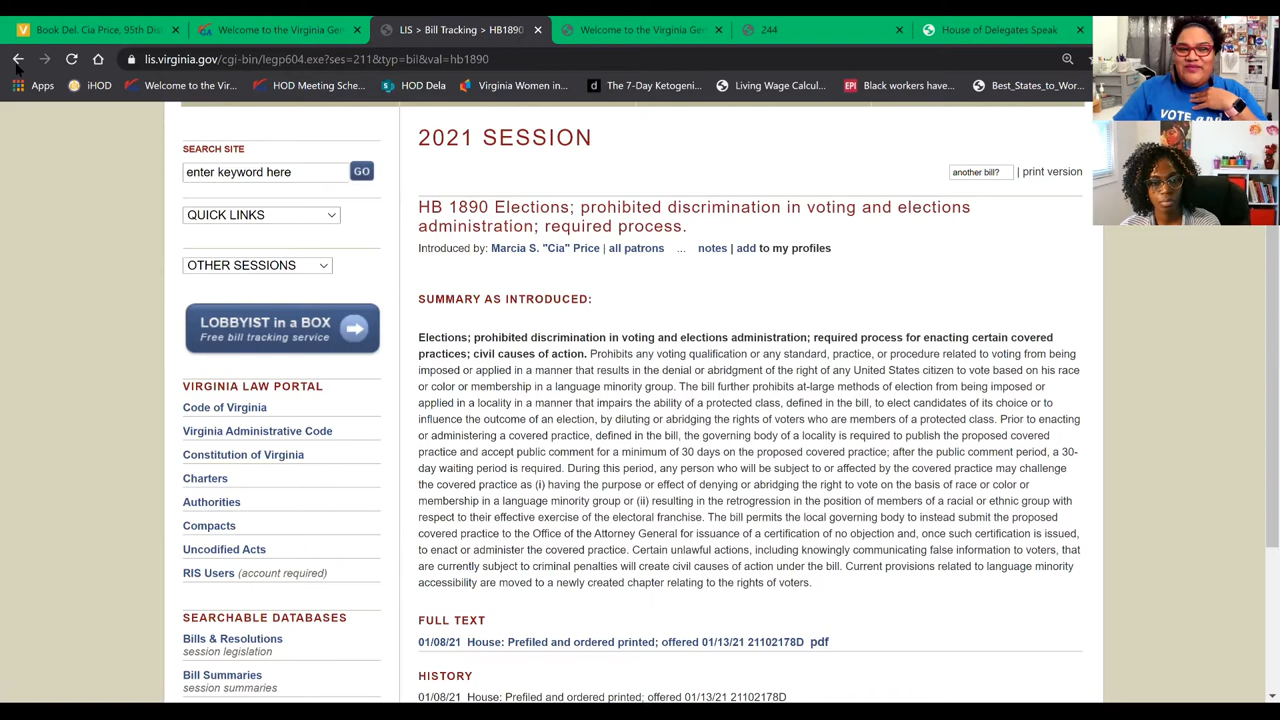 Book Del. Cia Price, 95th Dist
Welcome to the Virginia Gen
LIS > Bill Tracking > HB1890
Welcome to the Virginia Gen
244
House of Delegates Speak
lis.virginia.gov/cgi-bin/legp604.exe?ses=211&typ=bil&val=hb1890
Apps
iHOD
Welcome to the Vir...
HOD Meeting Sche...
HOD Dela
Virginia Women in...
The 7-Day Ketogeni...
Living Wage Calcul...
EPI
Black workers have...
Best_States_to_Wor...
VOTE and
2021 SESSION
SEARCH SITE
enter keyword here
GO
another bill? | print version
QUICK LINKS
OTHER SESSIONS
LOBBYIST in a BOX
Free bill tracking service
HB 1890 Elections; prohibited discrimination in voting and elections
administration; required process.
Introduced by: Marcia S. "Cia" Price | all patrons ... notes | add to my profiles
SUMMARY AS INTRODUCED:
Elections; prohibited discrimination in voting and elections administration; required process for enacting certain covered
practices; civil causes of action. Prohibits any voting qualification or any standard, practice, or procedure related to voting from being
imposed or applied in a manner that results in the denial or abridgment of the right of any United States citizen to vote based on his race
or color or membership in a language minority group. The bill further prohibits at-large methods of election from being imposed or
applied in a locality in a manner that impairs the ability of a protected class, defined in the bill, to elect candidates of its choice or to
influence the outcome of an election, by diluting or abridging the rights of voters who are members of a protected class. Prior to enacting
or administering a covered practice, defined in the bill, the governing body of a locality is required to publish the proposed covered
practice and accept public comment for a minimum of 30 days on the proposed covered practice; after the public comment period, a 30-
day waiting period is required. During this period, any person who will be subject to or affected by the covered practice may challenge
the covered practice as (i) having the purpose or effect of denying or abridging the right to vote on the basis of race or color or
membership in a language minority group or (ii) resulting in the retrogression in the position of members of a racial or ethnic group with
respect to their effective exercise of the electoral franchise. The bill permits the local governing body to instead submit the proposed
covered practice to the Office of the Attorney General for issuance of a certification of no objection and, once such certification is issued,
to enact or administer the covered practice. Certain unlawful actions, including knowingly communicating false information to voters, that
are currently subject to criminal penalties will create civil causes of action under the bill. Current provisions related to language minority
accessibility are moved to a newly created chapter relating to the rights of voters.
FULL TEXT
01/08/21 House: Prefiled and ordered printed; offered 01/13/21 21102178D pdf
HISTORY
01/08/21 House: Prefiled and ordered printed; offered 01/13/21 21102178D
VIRGINIA LAW PORTAL
Code of Virginia
Virginia Administrative Code
Constitution of Virginia
Charters
Authorities
Compacts
Uncodified Acts
RIS Users (account required)
SEARCHABLE DATABASES
Bills & Resolutions
session legislation
Bill Summaries
session summaries